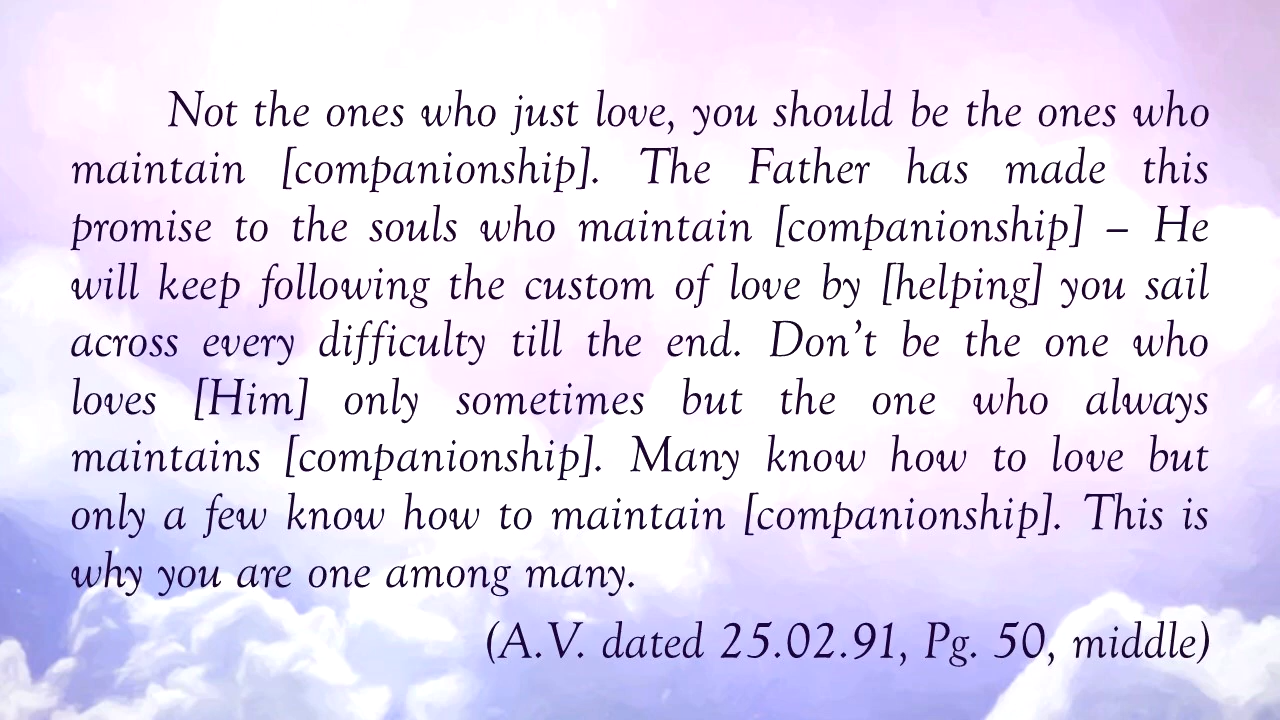 Not the ones who just love, you should be the ones who
maintain [companionship]. The Father has made this
promise to the souls who maintain [companionship] – He
will keep following the custom of love by [helping] you sail
across every difficulty till the end. Don’t be the one who
loves [Him] only sometimes but the one who always
maintains [companionship]. Many know how to love but
only a few know how to maintain [companionship]. This is
why you are one among many.
(A.V. dated 25.02.91, Pg. 50, middle)